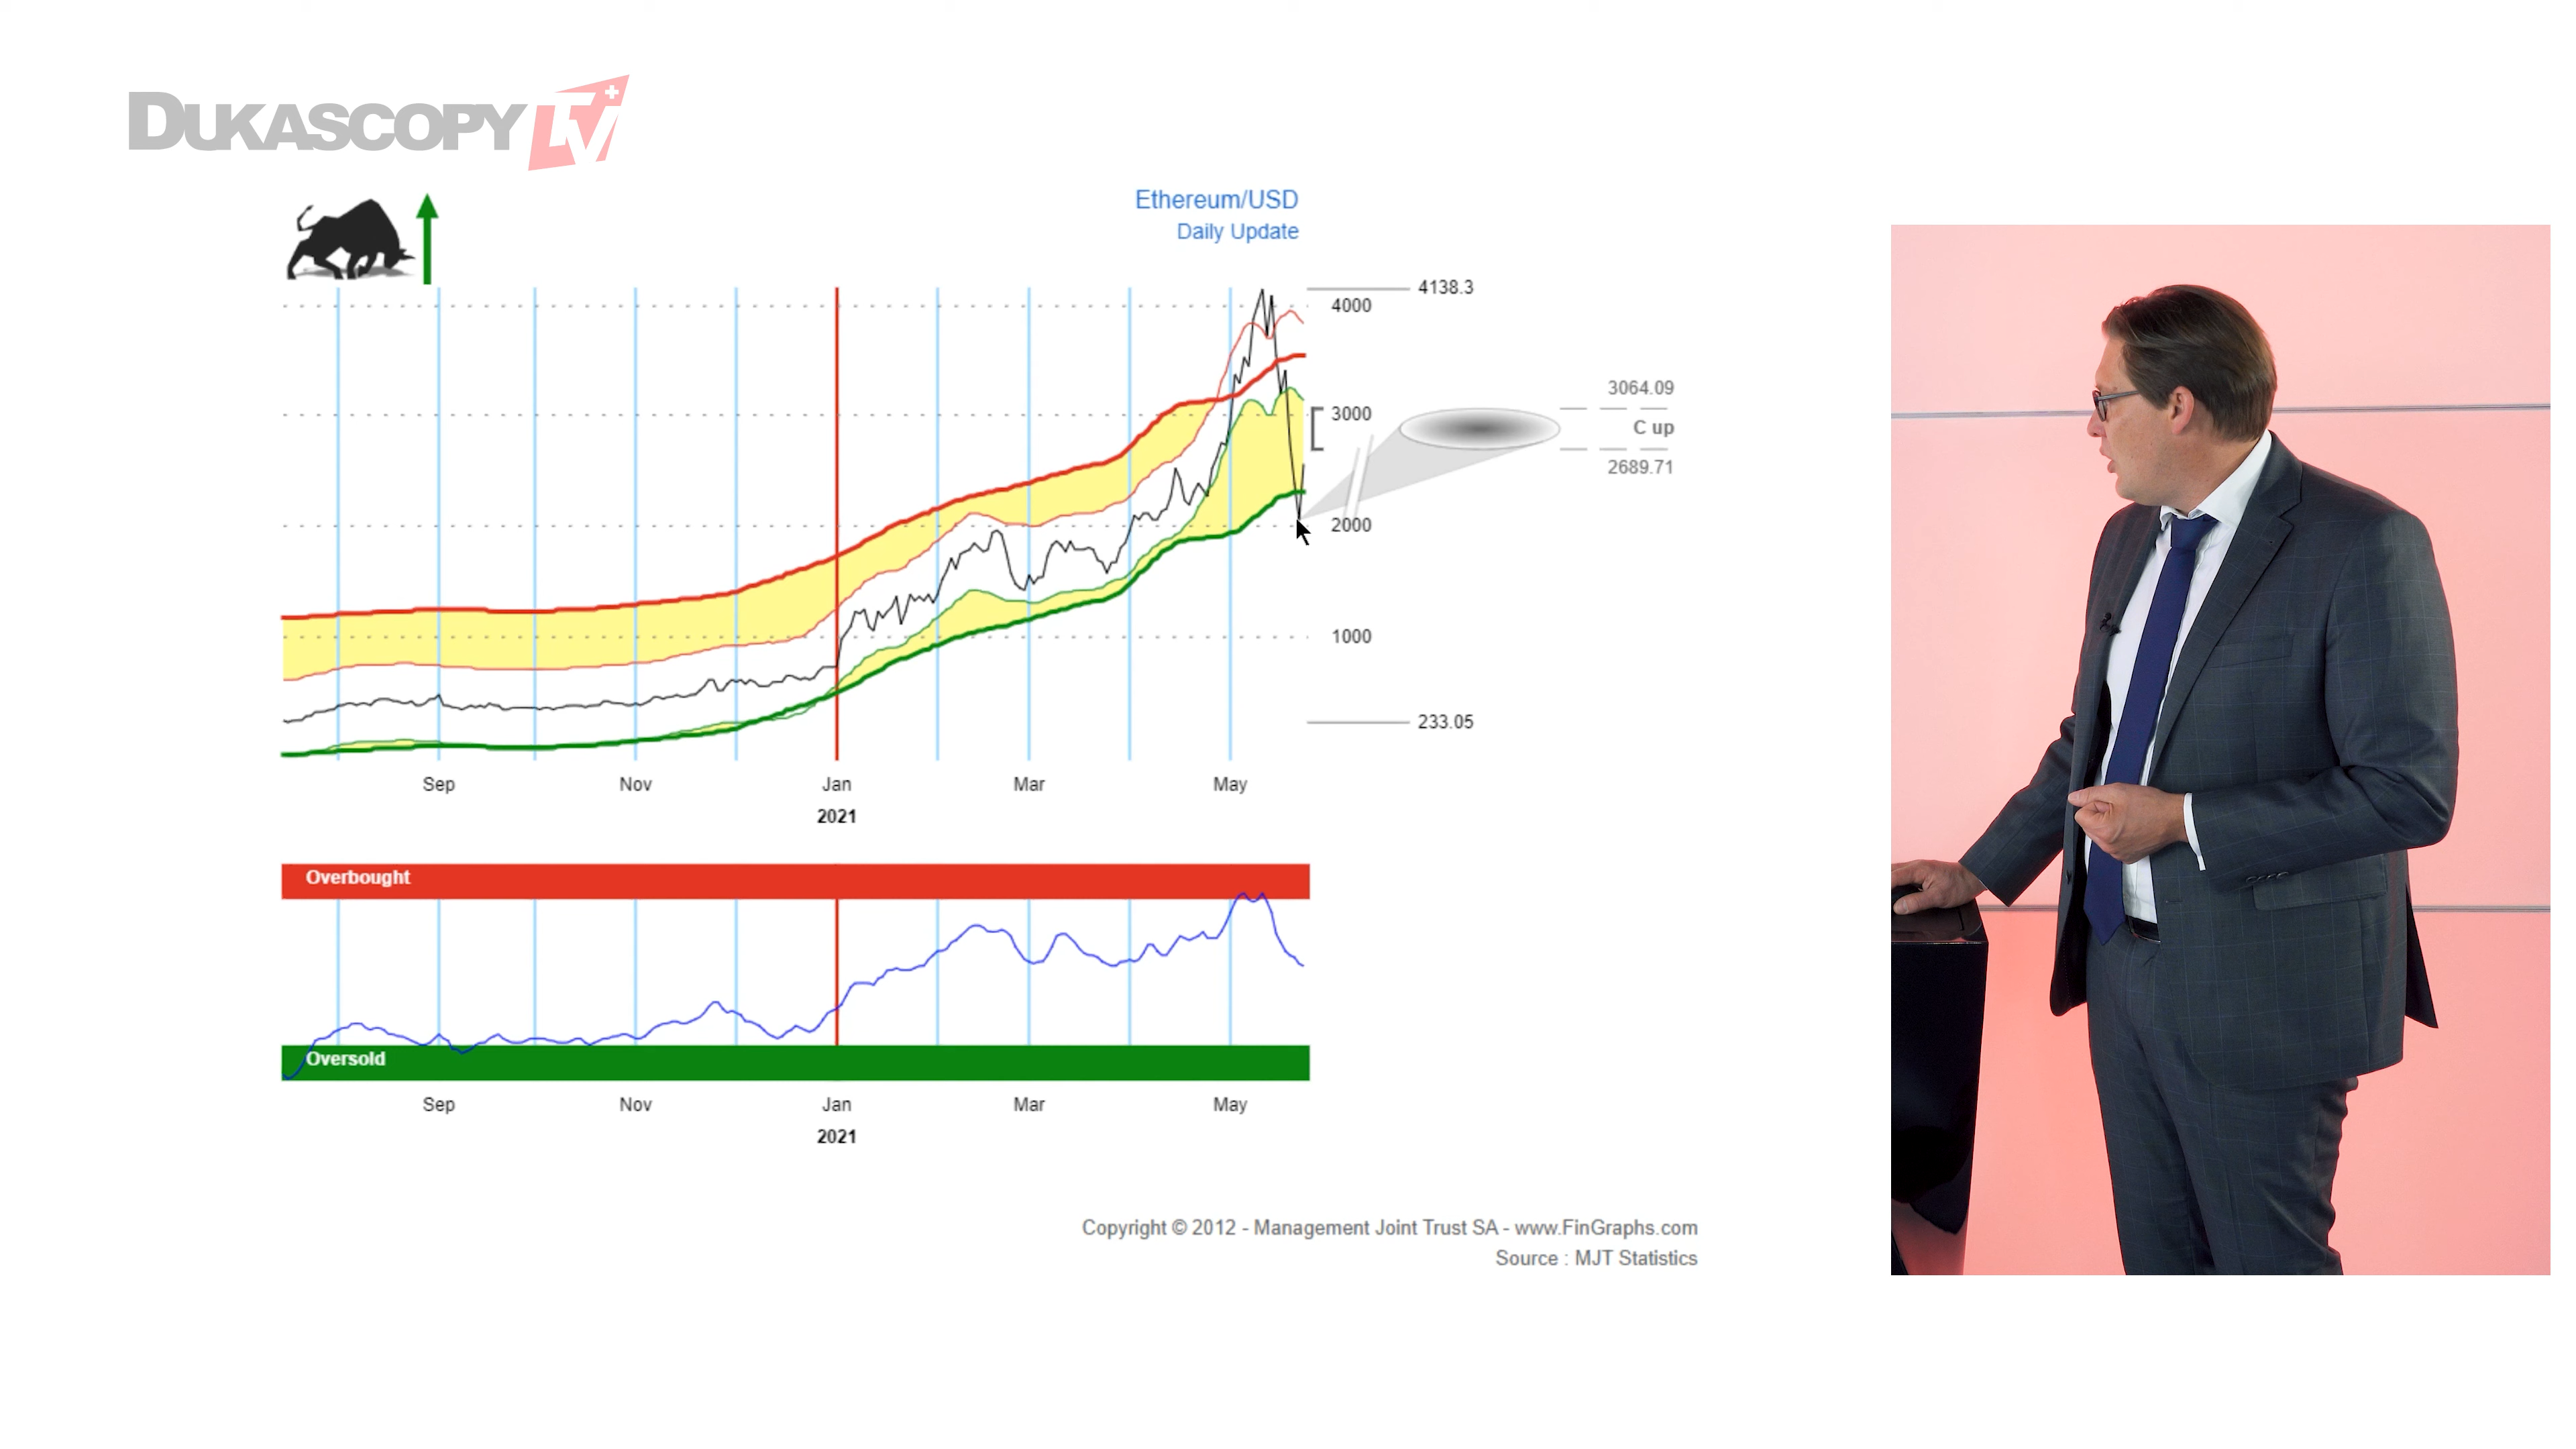 DUKASCOPY TV
Ethereum/USD
Daily Update
4138.3
4000
3064.09
3000
C up
2689.71
2000
1000
233.05
Sep Nov Jan Mar May
2021
Overbought
Oversold
Sep Nov Jan Mar May
2021
Copyright © 2012 - Management Joint Trust SA - www.FinGraphs.com
Source : MJT Statistics